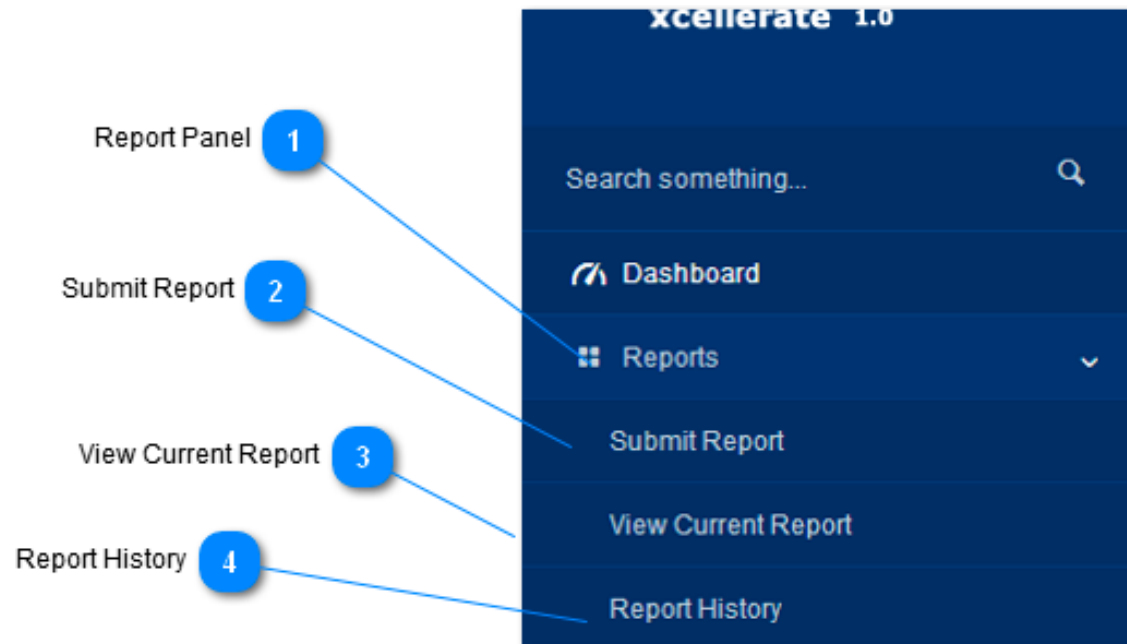 xcellerate 1.0
Report Panel 1
Search something...
Dashboard
Submit Report 2
Reports
Submit Report
View Current Report 3
View Current Report
Report History 4
Report History